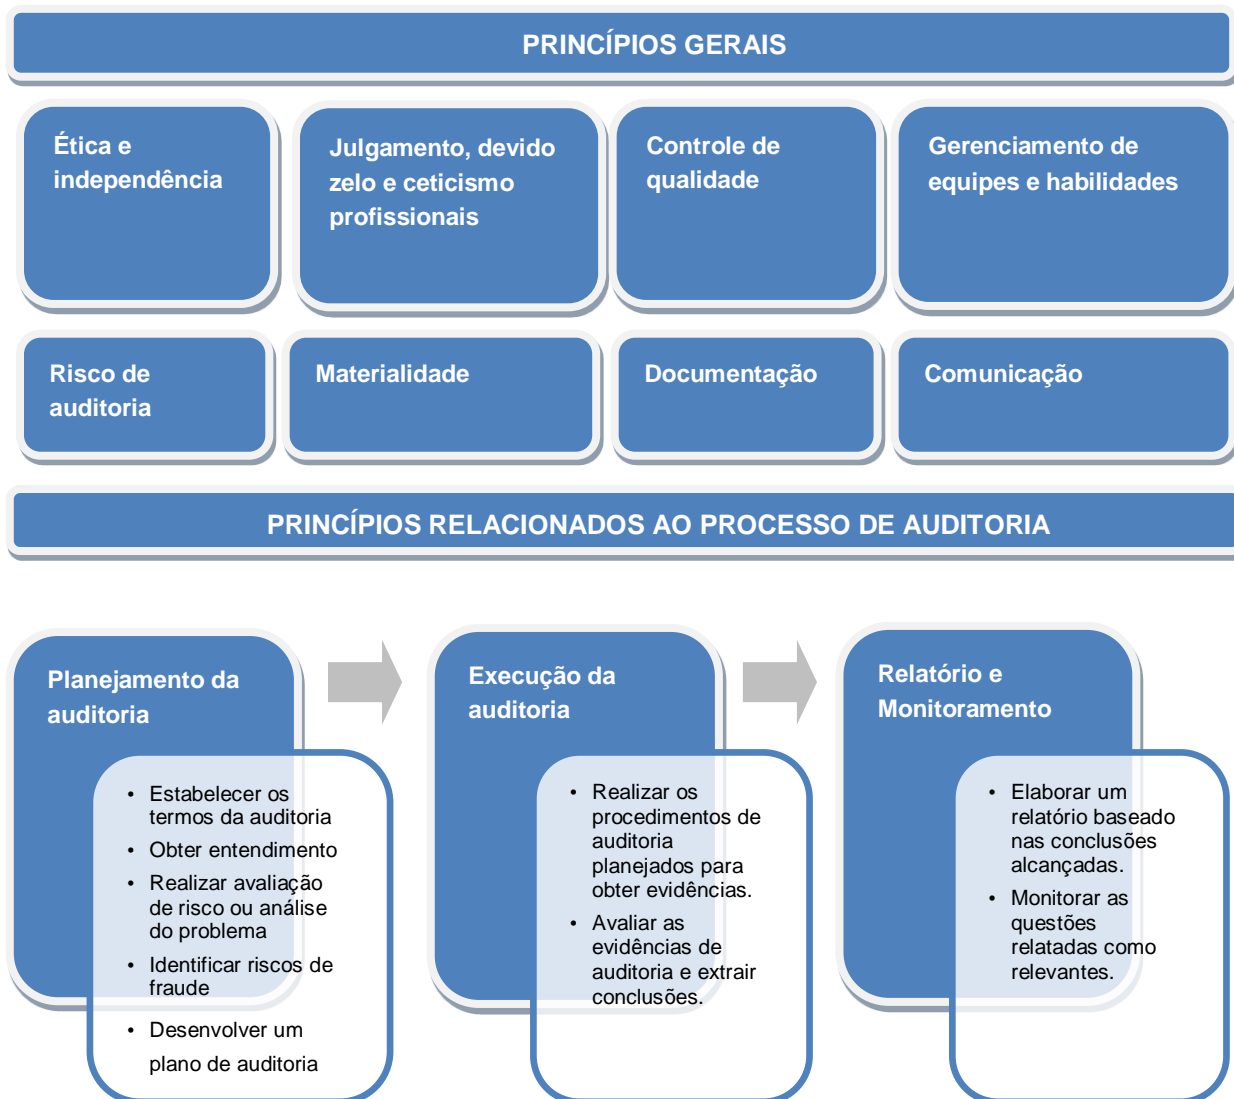 PRINCÍPIOS GERAIS
Ética e
independência
Julgamento, devido
zelo e ceticismo
profissionais
Controle de
qualidade
Gerenciamento de
equipes e habilidades
Risco de
auditoria
Materialidade
Documentação
Comunicação
PRINCÍPIOS RELACIONADOS AO PROCESSO DE AUDITORIA
Planejamento da
auditoria
• Estabelecer os
termos da auditoria
• Obter entendimento
• Realizar avaliação
de risco ou análise
do problema
• Identificar riscos de
fraude
• Desenvolver um
plano de auditoria
Execução da
auditoria
• Realizar os
procedimentos de
auditoria
planejados para
obter evidências.
• Avaliar as
evidências de
auditoria e extrair
conclusões.
Relatório e
Monitoramento
• Elaborar um
relatório baseado
nas conclusões
alcançadas.
• Monitorar as
questões
relatadas como
relevantes.